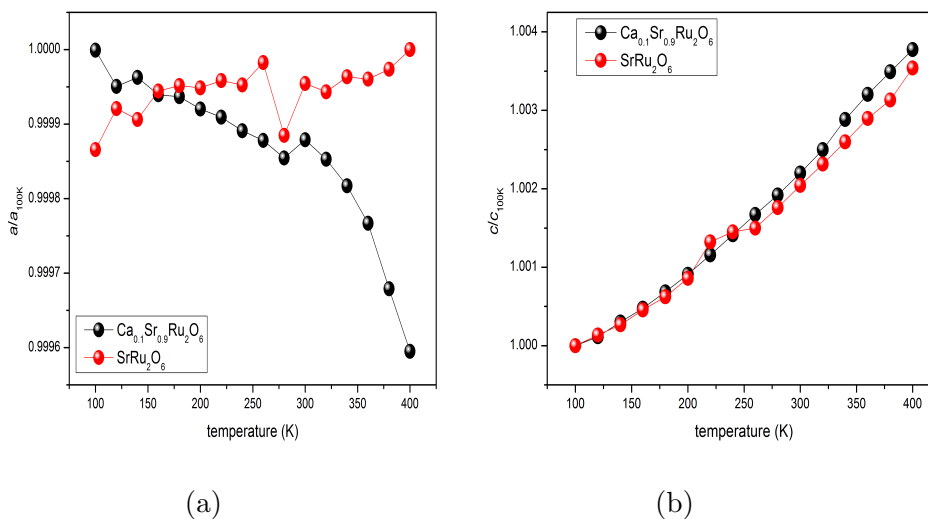 1.0000
0.9999
0.9998
0.9997
0.9996
a/a100K
Ca0.1Sr0.9Ru2O6
SrRu2O6
100 150 200 250 300 350 400
temperature (K)
(a)
1.004
1.003
1.002
1.001
1.000
c/c100K
Ca0.1Sr0.9Ru2O6
SrRu2O6
100 150 200 250 300 350 400
temperature (K)
(b)